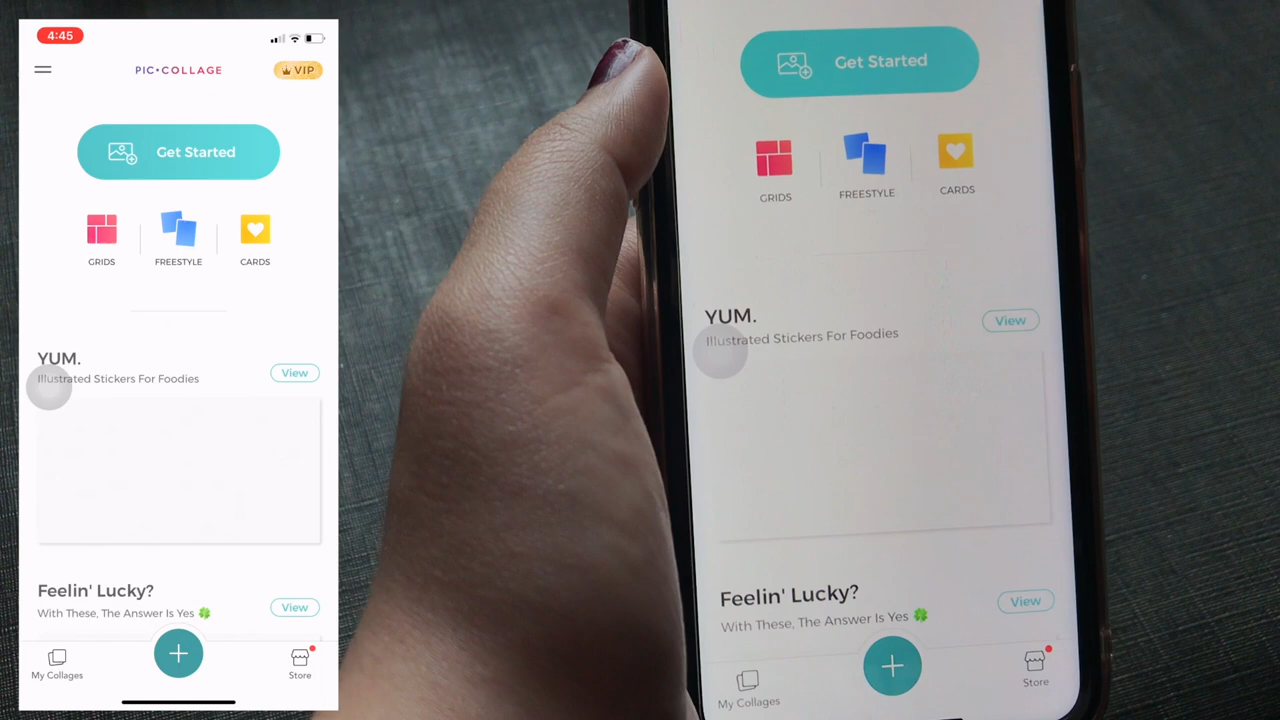 4:45
PIC•COLLAGE
VIP
Get Started
GRIDS
FREESTYLE
CARDS
YUM.
Illustrated Stickers For Foodies
View
Feelin' Lucky?
With These, The Answer Is Yes 🍀
View
My Collages
Store
Get Started
GRIDS
FREESTYLE
CARDS
YUM.
Illustrated Stickers For Foodies
View
Feelin' Lucky?
With These, The Answer Is Yes 🍀
View
My Collages
Store